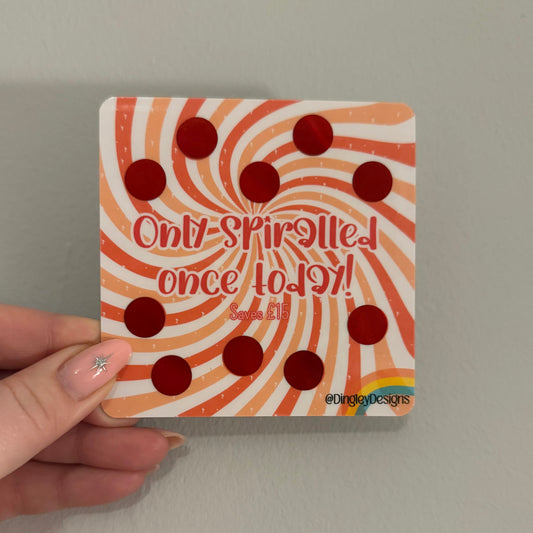 Only spiralled
once today!
Saves £15
@DingleyDesigns